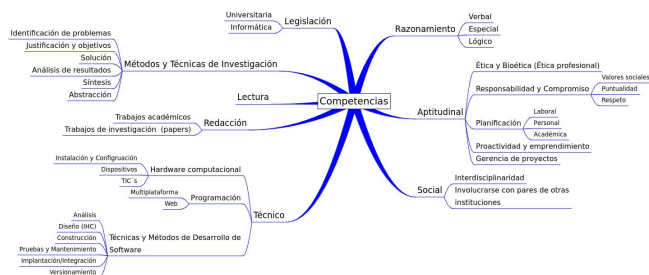 Competencias
Legislación
Universitaria
Informática
Métodos y Técnicas de Investigación
Identificación de problemas
Justificación y objetivos
Solución
Análisis de resultados
Síntesis
Abstracción
Lectura
Redacción
Trabajos académicos
Trabajos de investigación (papers)
Técnico
Hardware computacional
Instalación y Configruación
Dispositivos
TIC´s
Programación
Multiplataforma
Web
Técnicas y Métodos de Desarrollo de
Software
Análisis
Diseño (IHC)
Construcción
Pruebas y Mantenimiento
Implantación/Integración
Versionamiento
Razonamiento
Verbal
Especial
Lógico
Aptitudinal
Ética y Bioética (Ética profesional)
Responsabilidad y Compromiso
Valores sociales
Puntualidad
Respeto
Planificación
Laboral
Personal
Académica
Proactividad y emprendimiento
Gerencia de proyectos
Social
Interdisciplinaridad
Involucrarse con pares de otras
instituciones